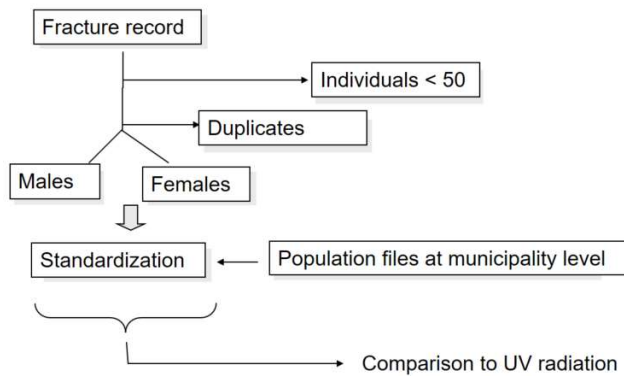 Fracture record
Individuals < 50
Duplicates
Males
Females
Standardization
Population files at municipality level
Comparison to UV radiation